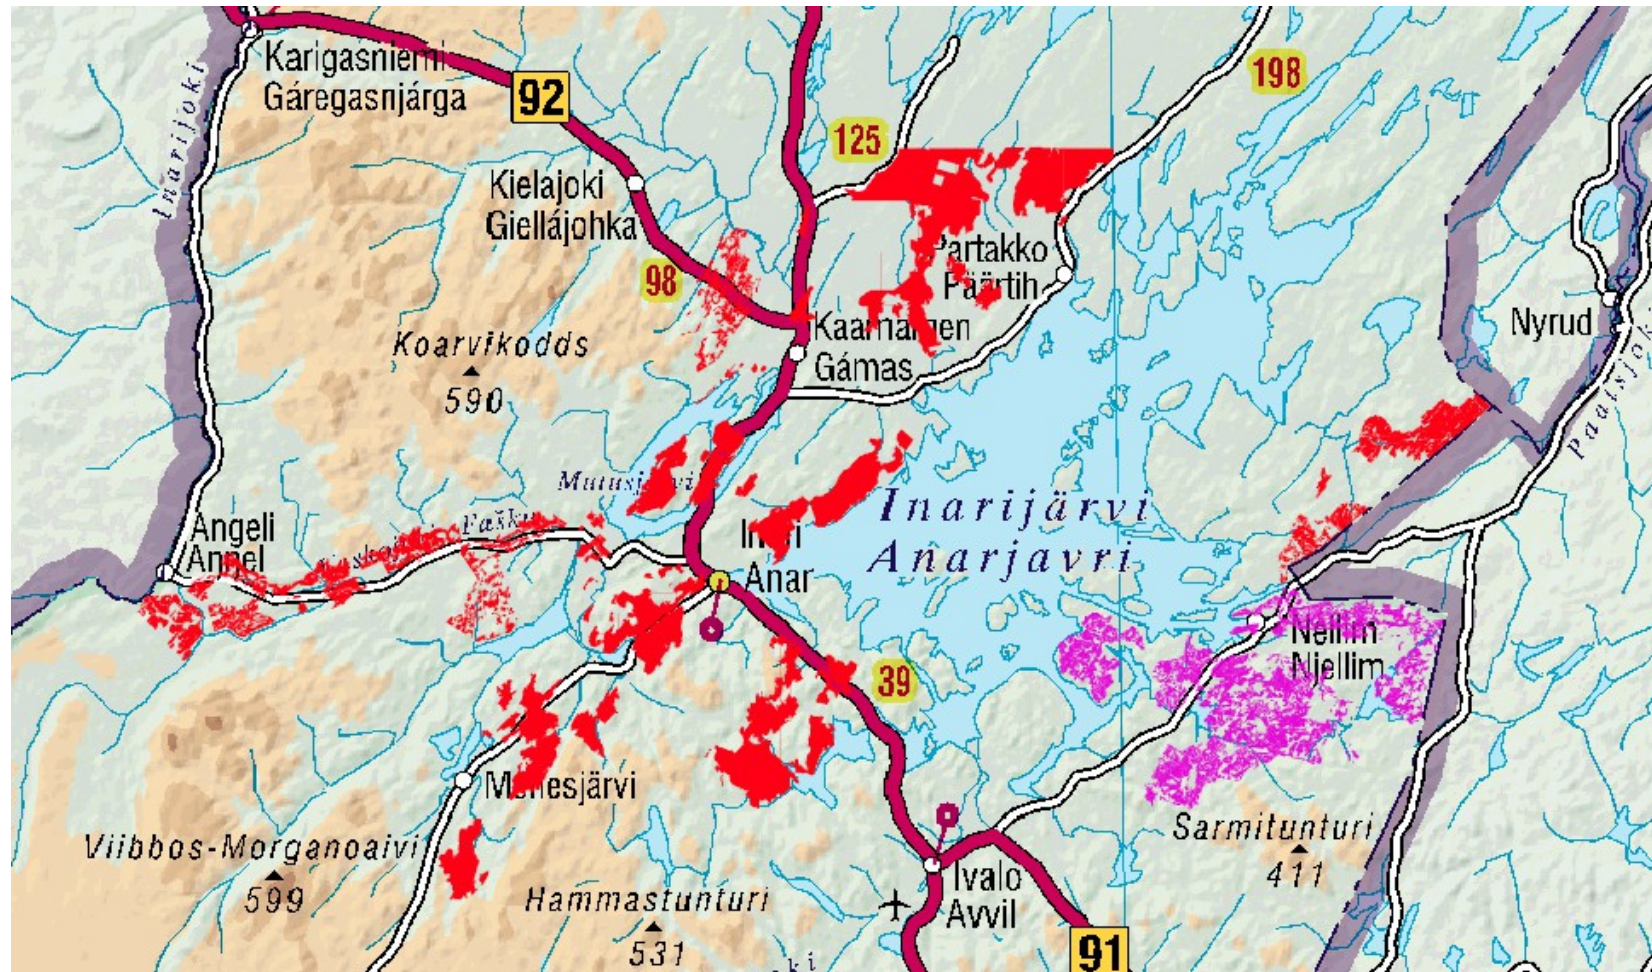 Karigasniemi
Gáregasnjárga
92
198
125
Inarijoki
Kielajoki
Giellájohka
98
Partakko
Päärtih
Nyrud
Gámas
Koarvikodds
590
Inarijärvi
Anarjavri
Angeli
Anar
Njellim
39
Viibbos-Morganoaivi
599
Hammastunturi
531
Sarmitunturi
411
Ivalo
Avvil
91